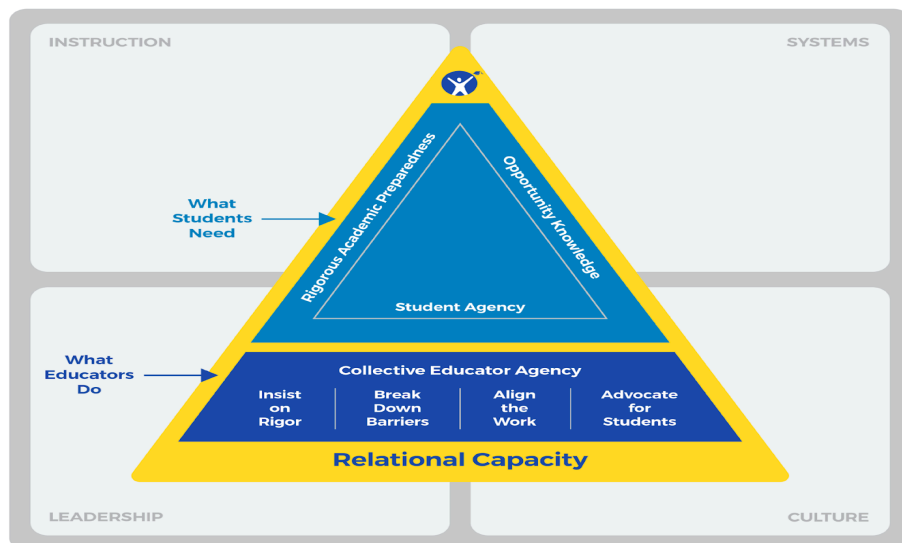 INSTRUCTION
SYSTEMS
Rigorous Academic Preparedness
Opportunity Knowledge
What
Students
Need
Student Agency
What
Educators
Do
Collective Educator Agency
Insist
on
Rigor
Break
Down
Barriers
Align
the
Work
Advocate
for
Students
Relational Capacity
LEADERSHIP
CULTURE